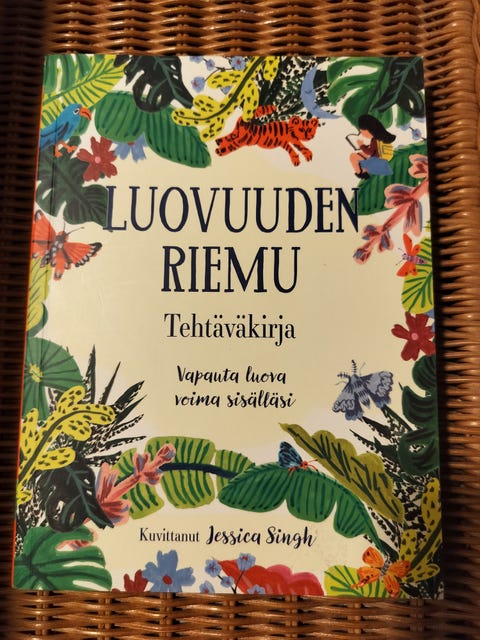 LUOVUUDEN
RIEMU
Tehtäväkirja
Vapauta luova
voima sisälläsi
Kuvittanut Jessica Singh